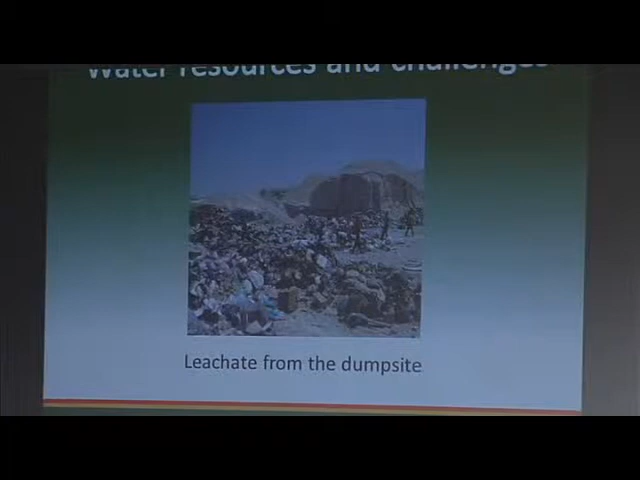 Water resources and challenges
Leachate from the dumpsite